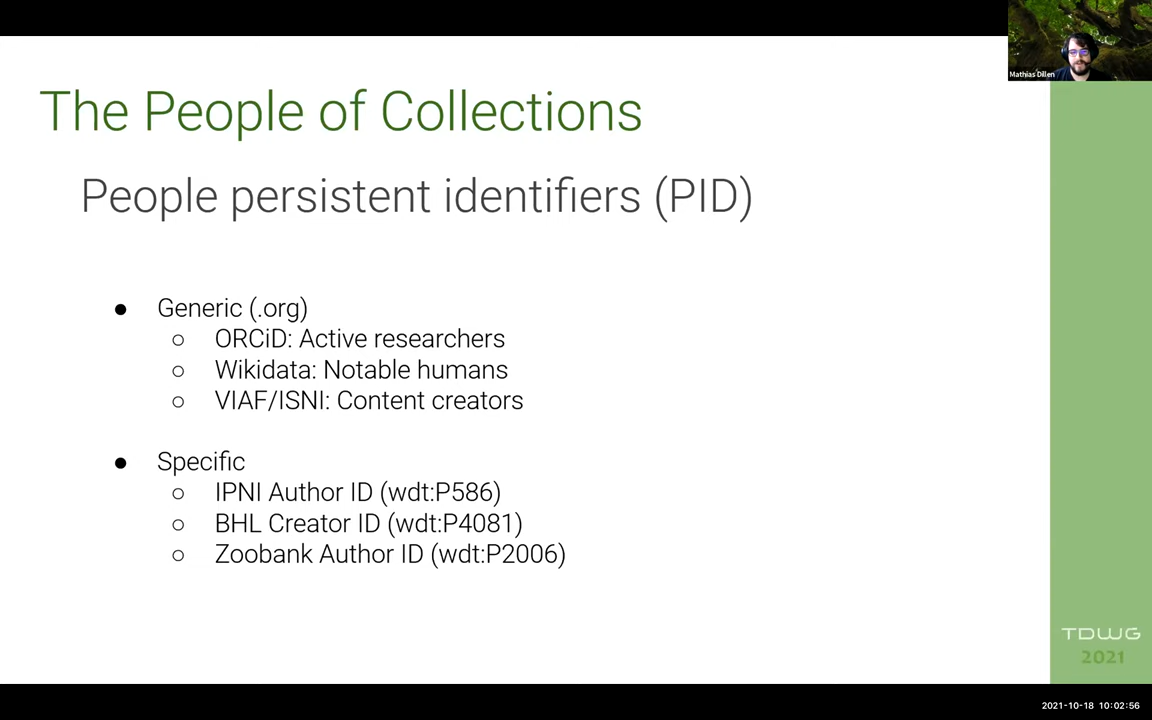 Mathias Dillen
The People of Collections
People persistent identifiers (PID)
● Generic (.org)
○ ORCiD: Active researchers
○ Wikidata: Notable humans
○ VIAF/ISNI: Content creators
● Specific
○ IPNI Author ID (wdt:P586)
○ BHL Creator ID (wdt:P4081)
○ Zoobank Author ID (wdt:P2006)
TDWG
2021
2021-10-18 10:02:56